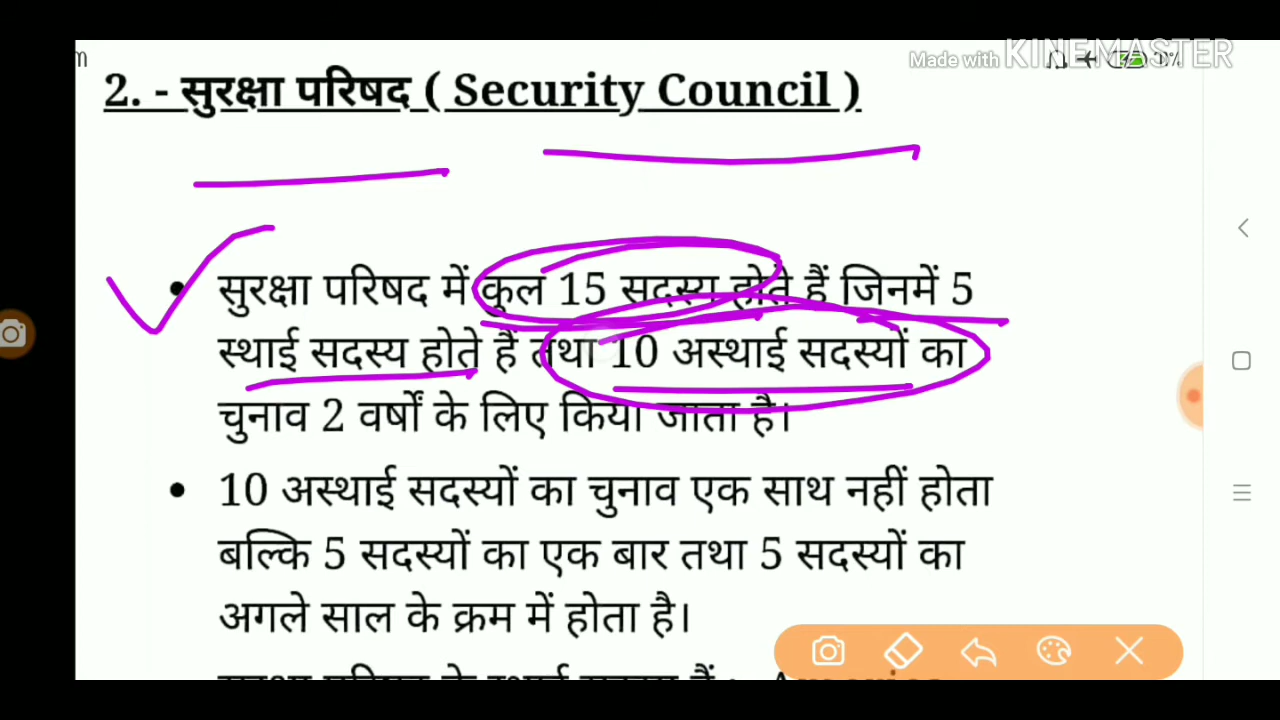 m
Made with KINEMASTER
2. - सुरक्षा परिषद ( Security Council )
सुरक्षा परिषद में कुल 15 सदस्य होते हैं जिनमें 5
स्थाई सदस्य होते हैं तथा 10 अस्थाई सदस्यों का
चुनाव 2 वर्षों के लिए किया जाता है।
10 अस्थाई सदस्यों का चुनाव एक साथ नहीं होता
बल्कि 5 सदस्यों का एक बार तथा 5 सदस्यों का
अगले साल के क्रम में होता है।